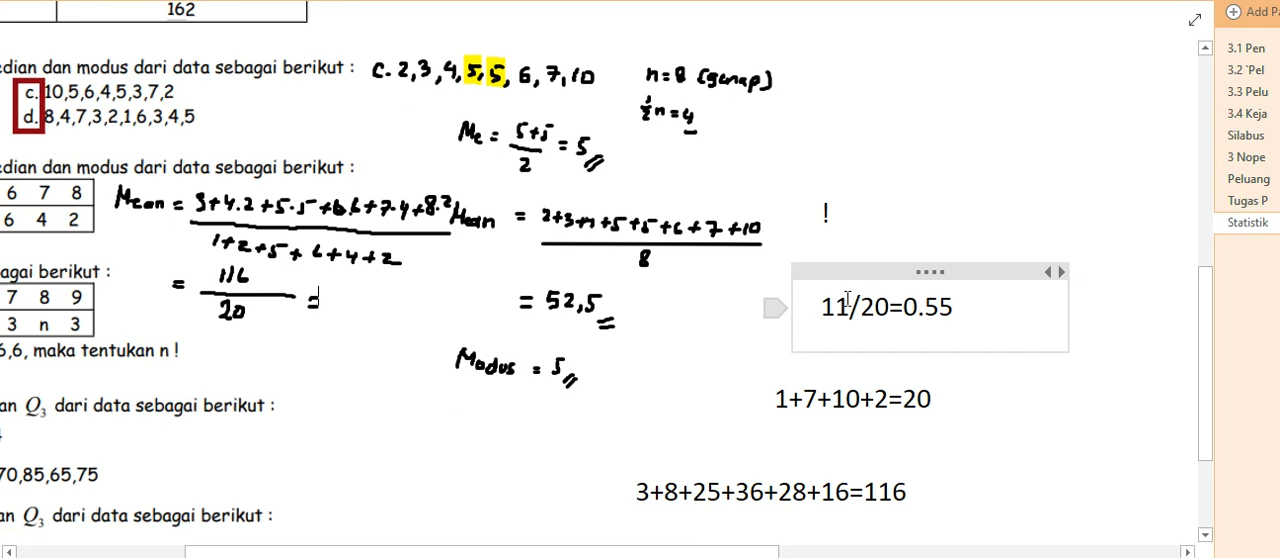 162
Add Pa
3.1 Pen
3.2 `Pel
3.3 Pelu
3.4 Keja
Silabus
3 Nope
Peluang
Tugas P
Statistik
edian dan modus dari data sebagai berikut :
c. 10,5,6,4,5,3,7,2
d. 8,4,7,3,2,1,6,3,4,5
C. 2,3,4,5,5,6,7,10
n=8 (genap)
½n = 4
Me = 5+5/2 = 5
edian dan modus dari data sebagai berikut :
6 7 8
6 4 2
Mean = 3+4.2+5.5+6.6+7.4+8.2
1+2+5+6+4+2
= 116/20 =
Mean = 2+3+4+5+5+6+7+10
8
= 52,5
Modus = 5
!
11/20=0.55
1+7+10+2=20
3+8+25+36+28+16=116
agai berikut :
7 8 9
3 n 3
6,6, maka tentukan n !
an Q3 dari data sebagai berikut :
4
70,85,65,75
an Q3 dari data sebagai berikut :